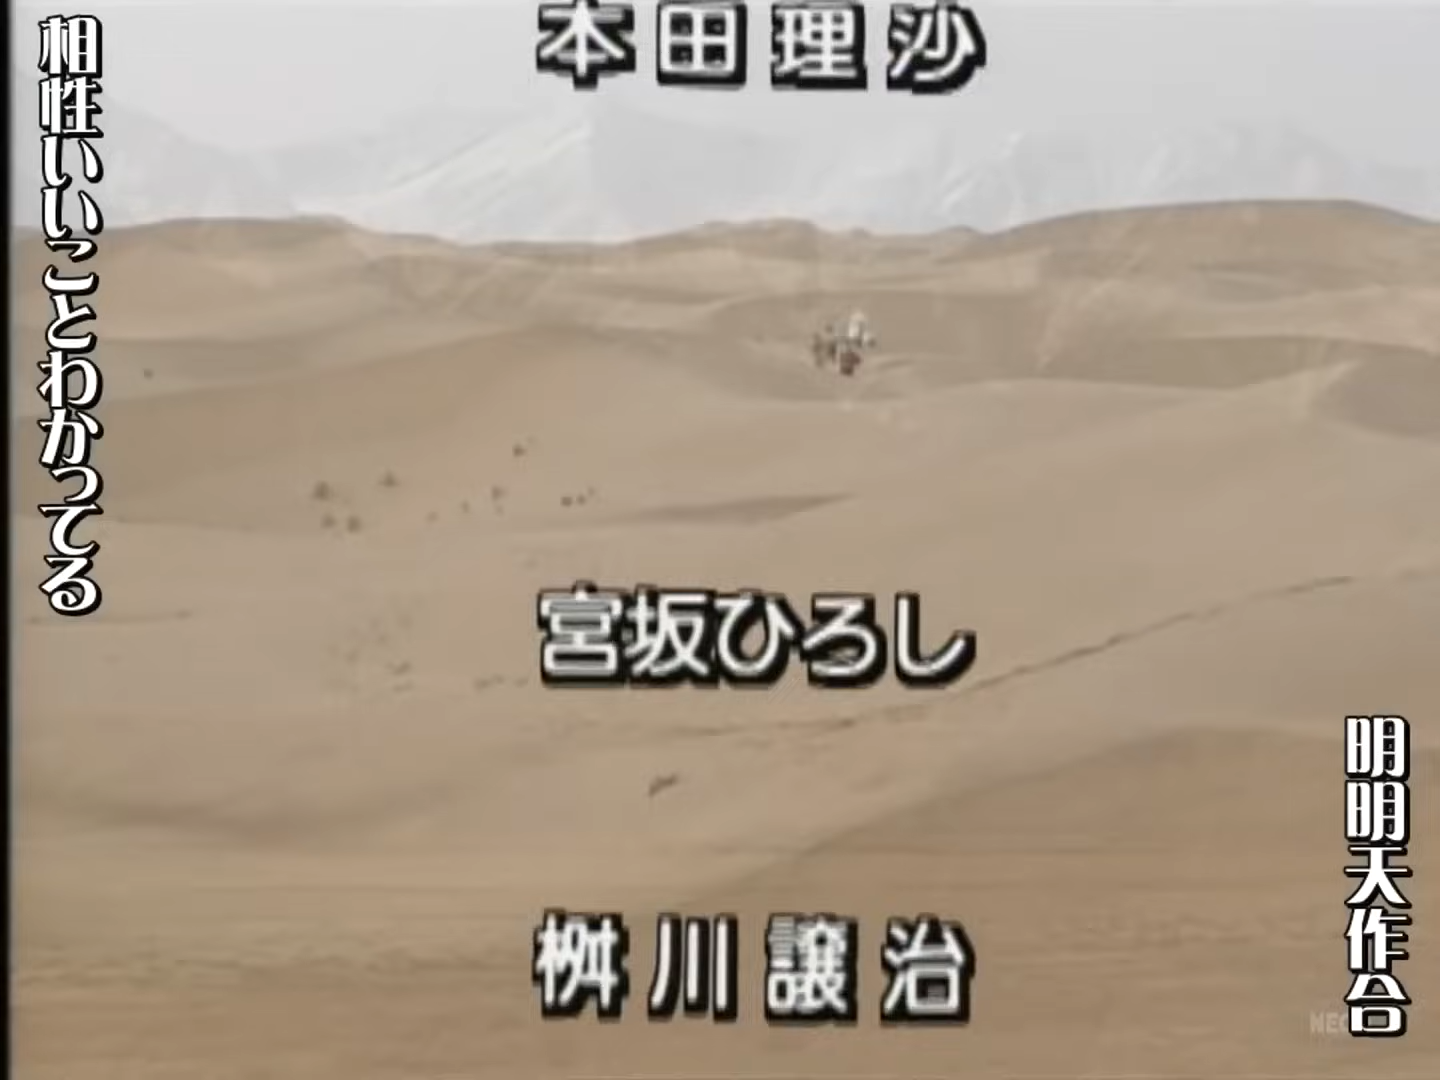 相性いいことわかってる
本田理沙
宮坂ひろし
桝川譲治
明明天作合